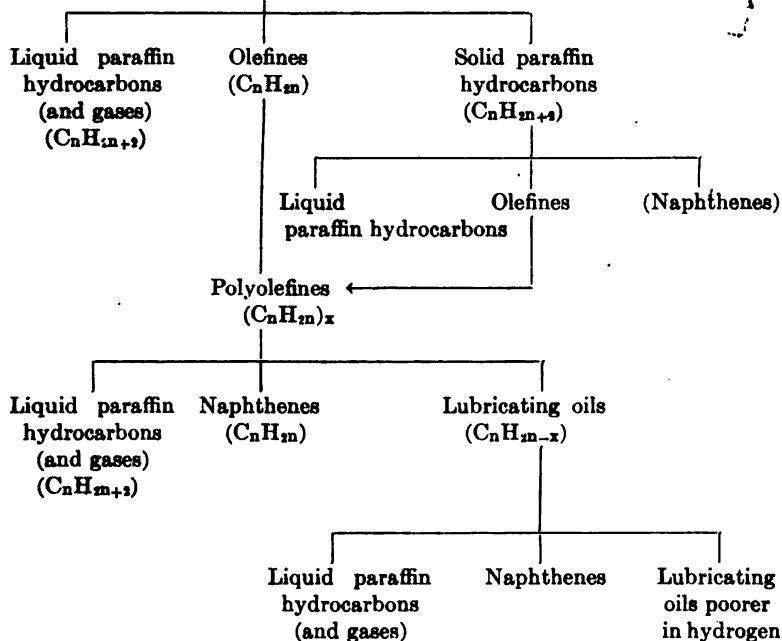 Liquid paraffin
hydrocarbons
(and gases)
(CnH2n+2)
Olefines
(CnH2n)
Solid paraffin
hydrocarbons
(CnH2n+2)
Liquid
paraffin hydrocarbons
Olefines
(Naphthenes)
Polyolefines
(CnH2n)x
Liquid paraffin
hydrocarbons
(and gases)
(CnH2n+2)
Naphthenes
(CnH2n)
Lubricating oils
(CnH2n−x)
Liquid paraffin
hydrocarbons
(and gases)
Naphthenes
Lubricating
oils poorer
in hydrogen